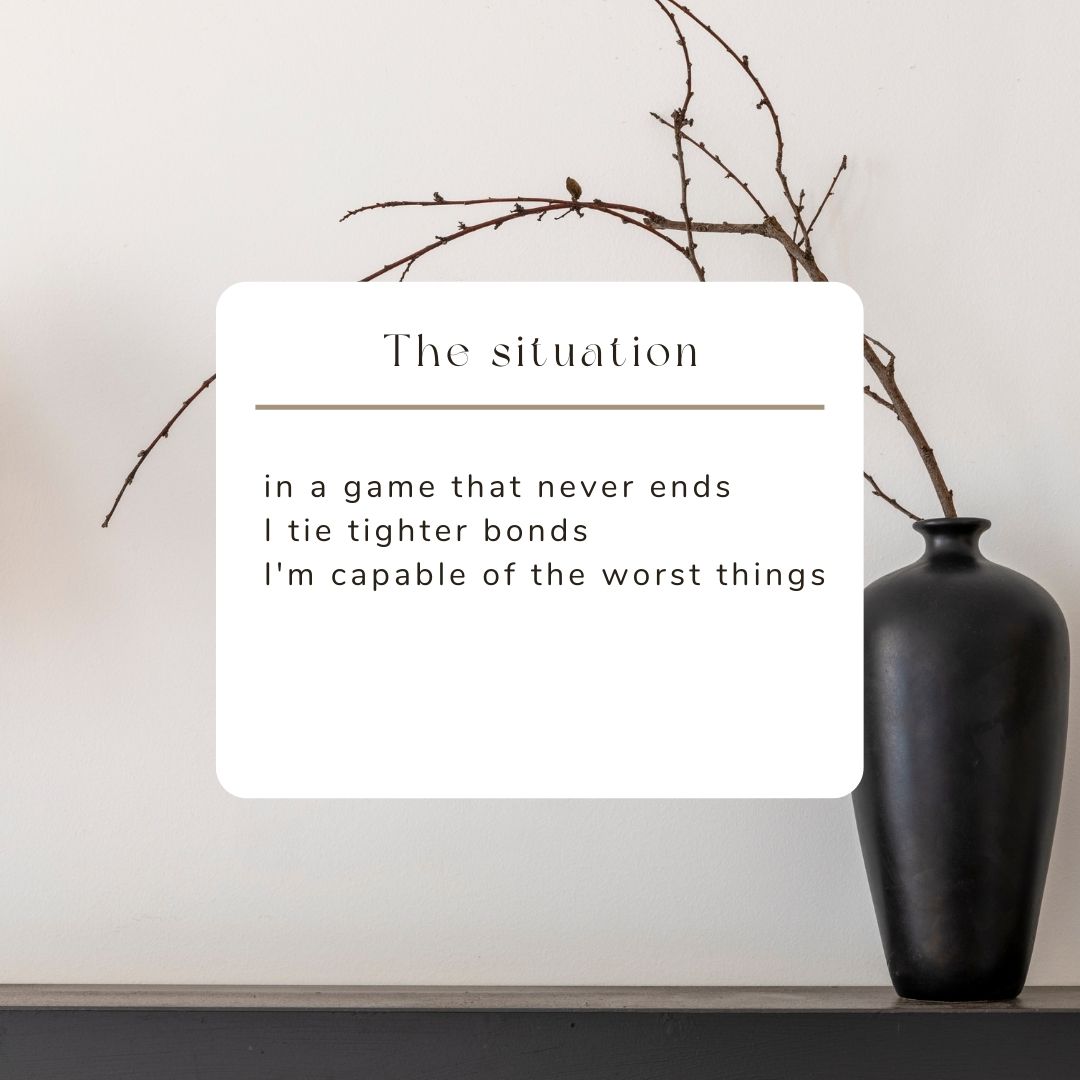 The situation
in a game that never ends
I tie tighter bonds
I'm capable of the worst things